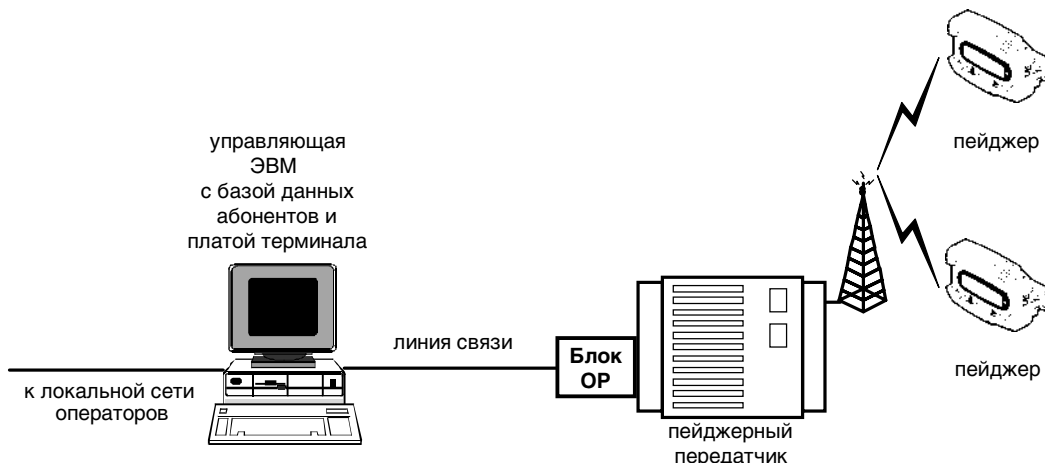 управляющая
ЭВМ
с базой данных
абонентов и
платой терминала
пейджер
линия связи
Блок
ОР
к локальной сети
операторов
пейджер
пейджерный
передатчик